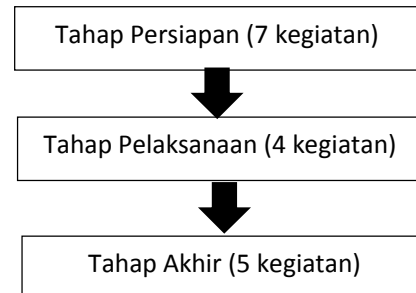 Tahap Persiapan (7 kegiatan)
Tahap Pelaksanaan (4 kegiatan)
Tahap Akhir (5 kegiatan)